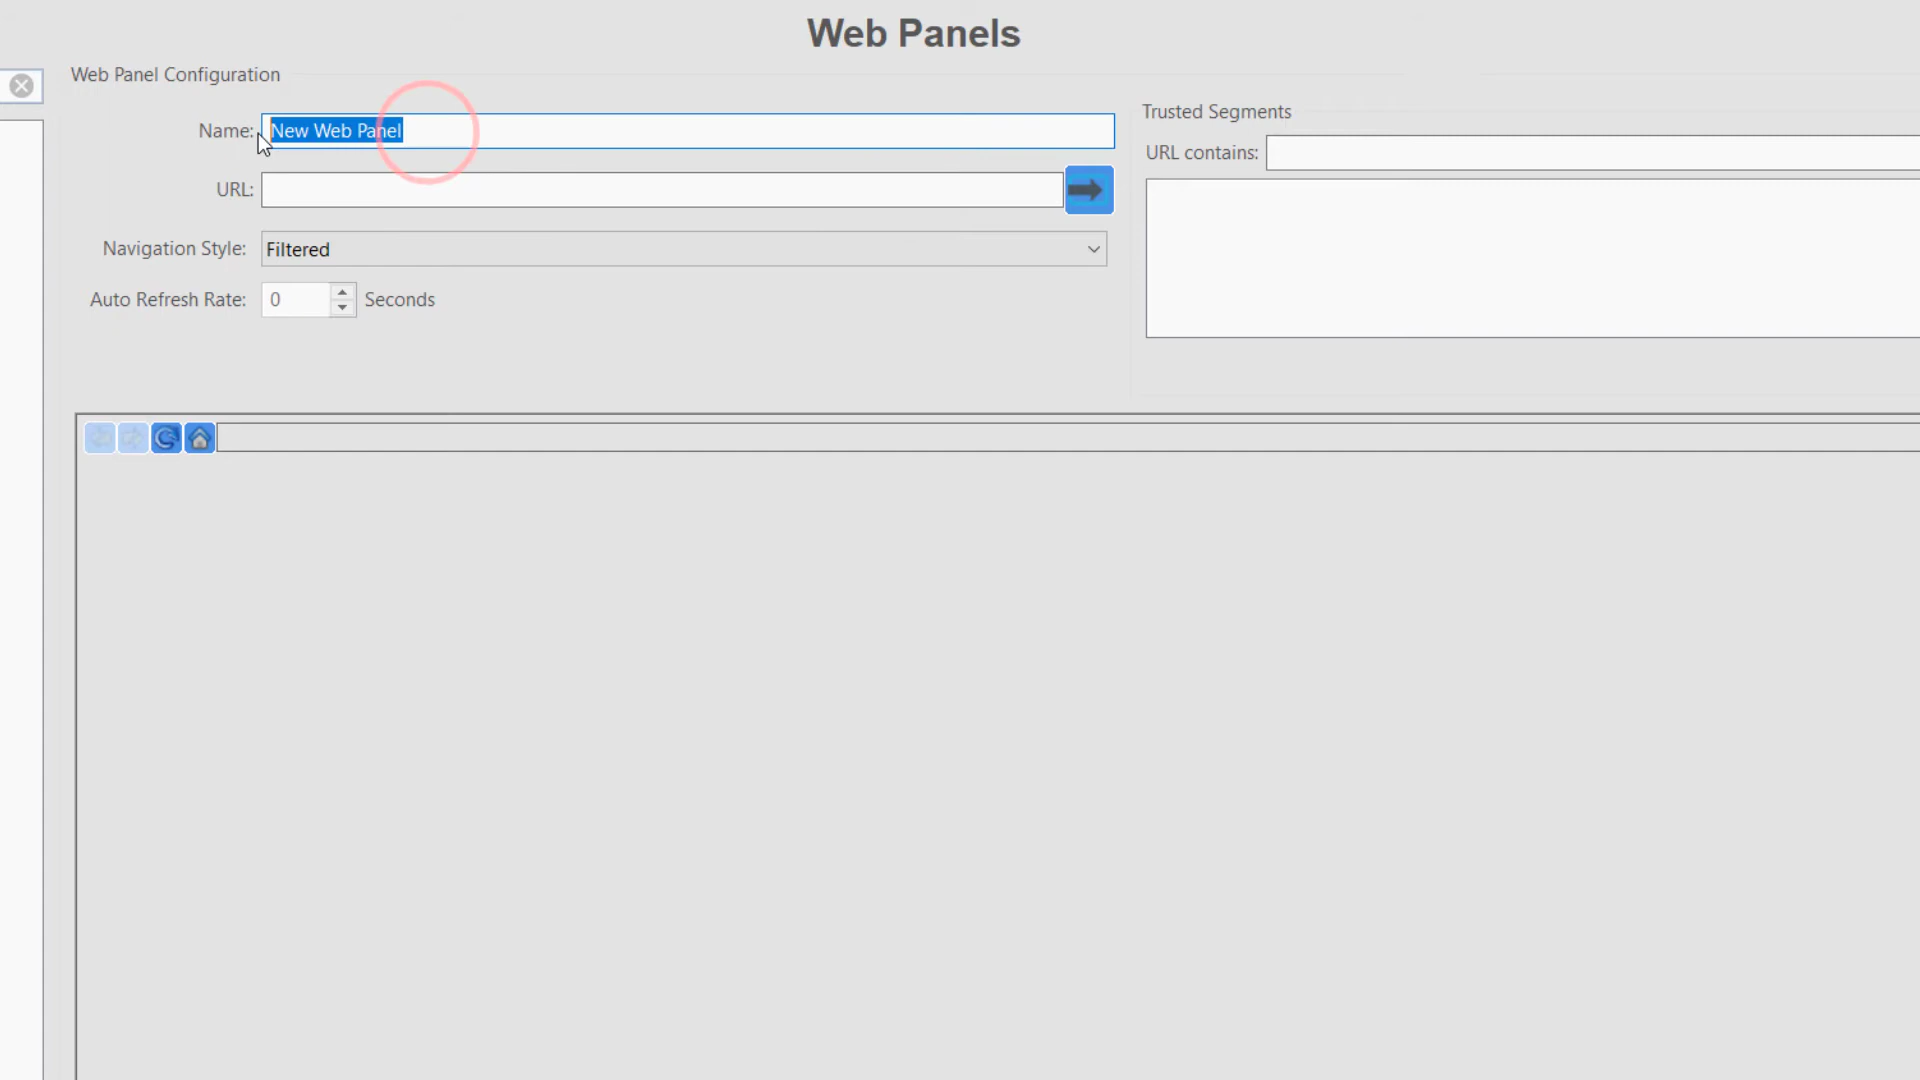 Web Panels
Web Panel Configuration
Name: New Web Panel
URL:
Navigation Style: Filtered
Auto Refresh Rate: 0 Seconds
Trusted Segments
URL contains: